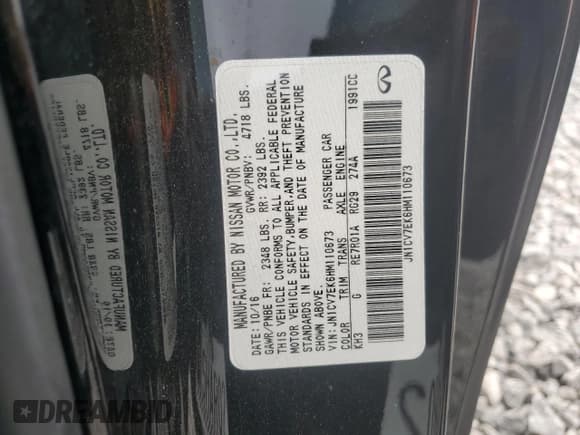 MANUFACTURED BY NISSAN MOTOR CO.,LTD.
DATE: 10/16 GVWR/PNBV: 4718 LBS.
GAWR/PNBE FR: 2348 LBS. RR: 2392 LBS.
THIS VEHICLE CONFORMS TO ALL APPLICABLE FEDERAL
MOTOR VEHICLE SAFETY,BUMPER,AND THEFT PREVENTION
STANDARDS IN EFFECT ON THE DATE OF MANUFACTURE
SHOWN ABOVE.
VIN:JN1CV7EK6HM110673 PASSENGER CAR
COLOR TRIM TRANS AXLE ENGINE
KH3 G RE7R01A RG29 274A 1991CC
JN1CV7EK6HM110673
DREAMBID